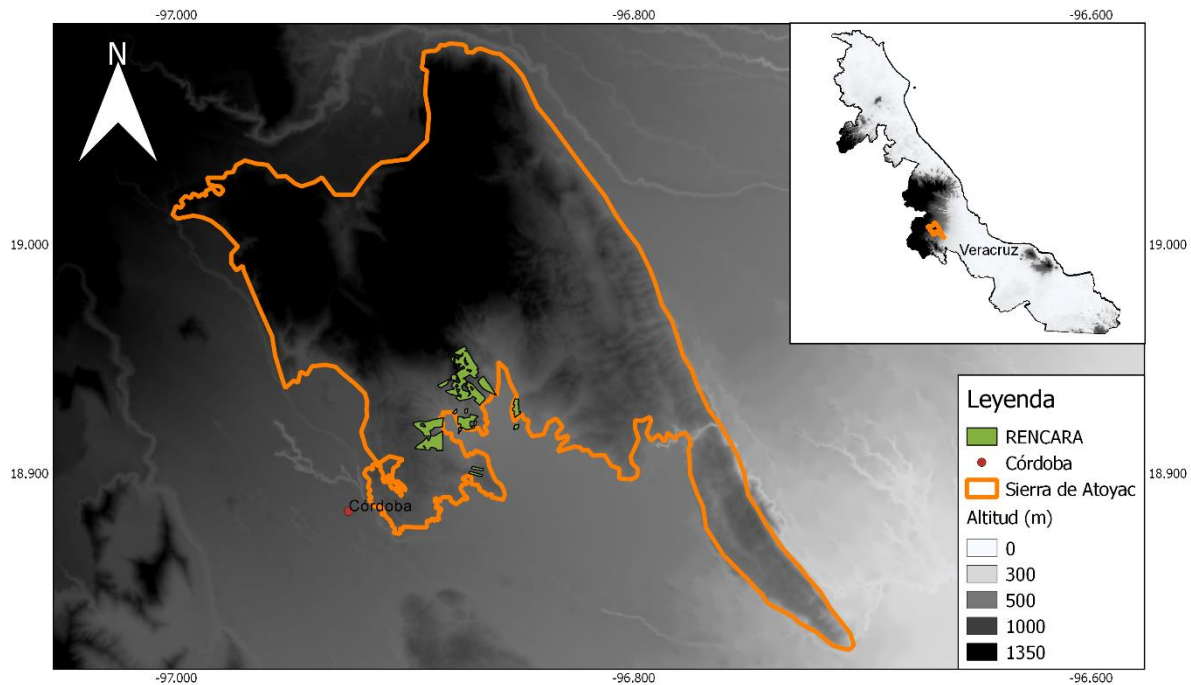 -97.000
-96.800
-96.600
N
Veracruz
19.000
19.000
Leyenda
RENCARA
Córdoba
Sierra de Atoyac
Altitud (m)
0
300
500
1000
1350
18.900
18.900
Córdoba
-97.000
-96.800
-96.600